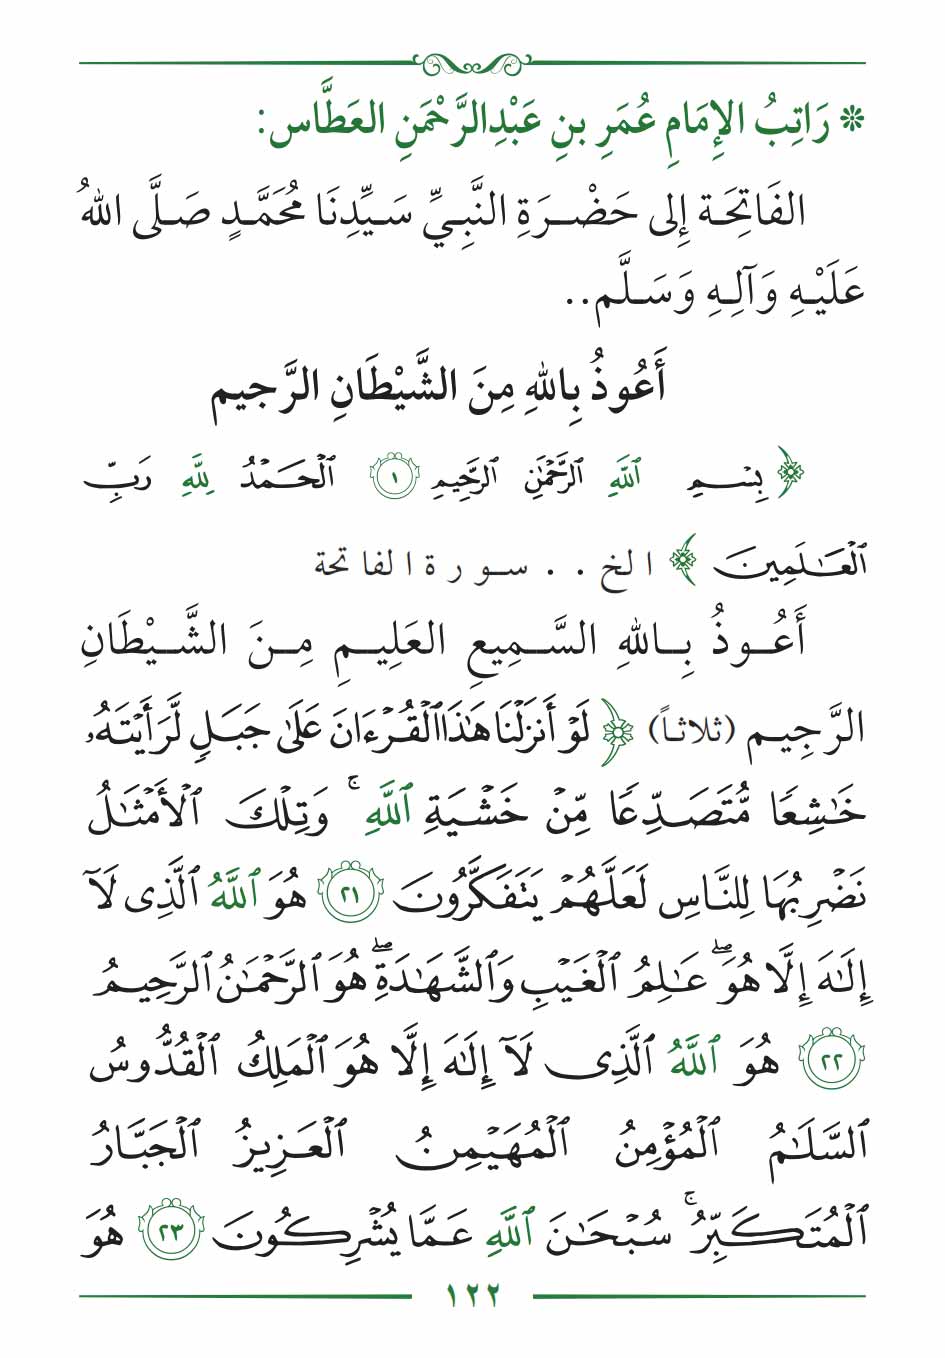 * رَاتِبُ الإِمَامِ عُمَرِ بنِ عَبْدِالرَّحْمَنِ العَطَّاس:
الفَاتِحَة إِلى حَضْرَةِ النَّبِيِّ سَيِّدِنَا مُحَمَّدٍ صَلَّى اللهُ
عَلَيْهِ وَآلِهِ وَسَلَّم..
أَعُوذُ بِاللهِ مِنَ الشَّيْطَانِ الرَّجيم
﴿ بِسْمِ ٱللَّهِ ٱلرَّحْمَٰنِ ٱلرَّحِيمِ ١ ٱلْحَمْدُ لِلَّهِ رَبِّ
ٱلْعَٰلَمِينَ ﴾ الخ . . سورة الفاتحة
أَعُوذُ بِاللهِ السَّمِيعِ العَلِيمِ مِنَ الشَّيْطَانِ
الرَّجِيم (ثلاثاً) ﴿ لَوْ أَنزَلْنَا هَٰذَا ٱلْقُرْءَانَ عَلَىٰ جَبَلٍ لَّرَأَيْتَهُۥ
خَٰشِعًا مُّتَصَدِّعًا مِّنْ خَشْيَةِ ٱللَّهِ ۚ وَتِلْكَ ٱلْأَمْثَٰلُ
نَضْرِبُهَا لِلنَّاسِ لَعَلَّهُمْ يَتَفَكَّرُونَ ٢١ هُوَ ٱللَّهُ ٱلَّذِى لَآ
إِلَٰهَ إِلَّا هُوَ ۖ عَٰلِمُ ٱلْغَيْبِ وَٱلشَّهَٰدَةِ ۖ هُوَ ٱلرَّحْمَٰنُ ٱلرَّحِيمُ
٢٢ هُوَ ٱللَّهُ ٱلَّذِى لَآ إِلَٰهَ إِلَّا هُوَ ٱلْمَلِكُ ٱلْقُدُّوسُ
ٱلسَّلَٰمُ ٱلْمُؤْمِنُ ٱلْمُهَيْمِنُ ٱلْعَزِيزُ ٱلْجَبَّارُ
ٱلْمُتَكَبِّرُ ۚ سُبْحَٰنَ ٱللَّهِ عَمَّا يُشْرِكُونَ ٢٣ هُوَ
١٢٢